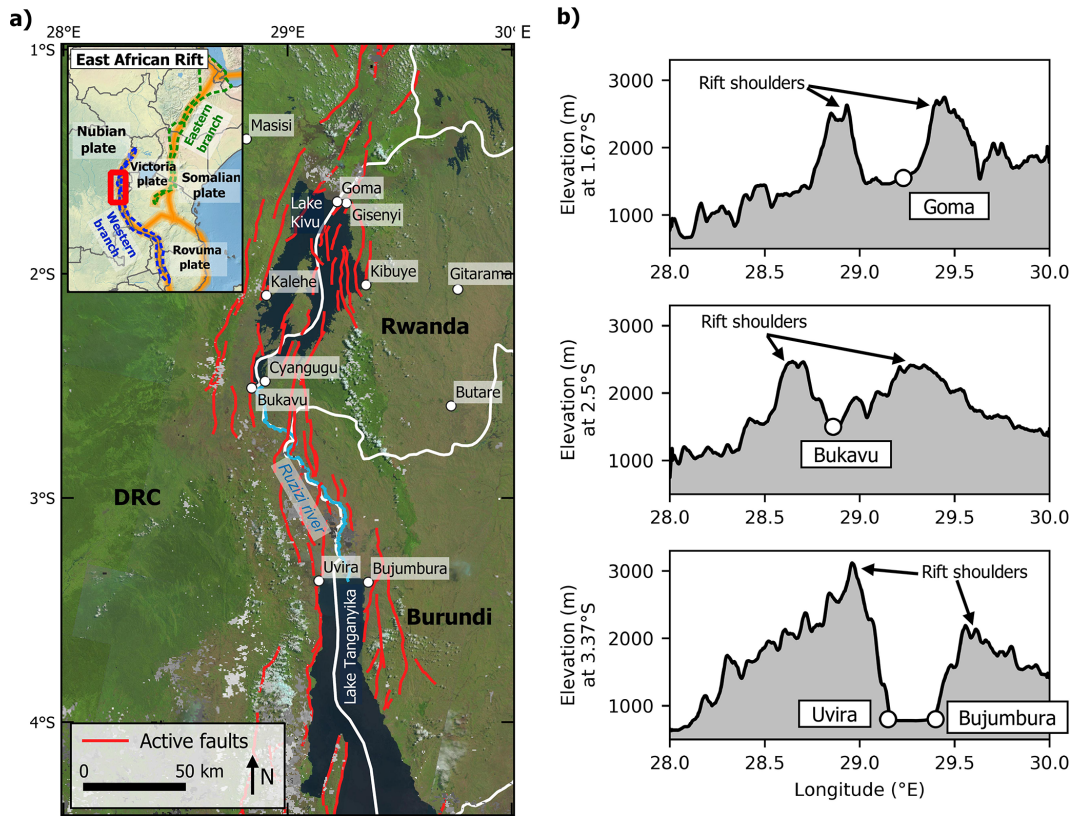 a)
28°E
29°E
30° E
1°S
2°S
3°S
4°S
East African Rift
Nubian
plate
Eastern
branch
Victoria
plate
Somalian
plate
Western
branch
Rovuma
plate
Masisi
Goma
Lake
Kivu
Gisenyi
Kalehe
Kibuye
Gitarama
Rwanda
Cyangugu
Bukavu
Butare
DRC
Ruzizi river
Uvira
Bujumbura
Burundi
Lake Tanganyika
Active faults
0
50 km
N
b)
Elevation (m)
at 1.67°S
3000
2000
1000
Rift shoulders
Goma
28.0
28.5
29.0
29.5
30.0
Elevation (m)
at 2.5°S
3000
2000
1000
Rift shoulders
Bukavu
28.0
28.5
29.0
29.5
30.0
Elevation (m)
at 3.37°S
3000
2000
1000
Rift shoulders
Uvira
Bujumbura
28.0
28.5
29.0
29.5
30.0
Longitude (°E)